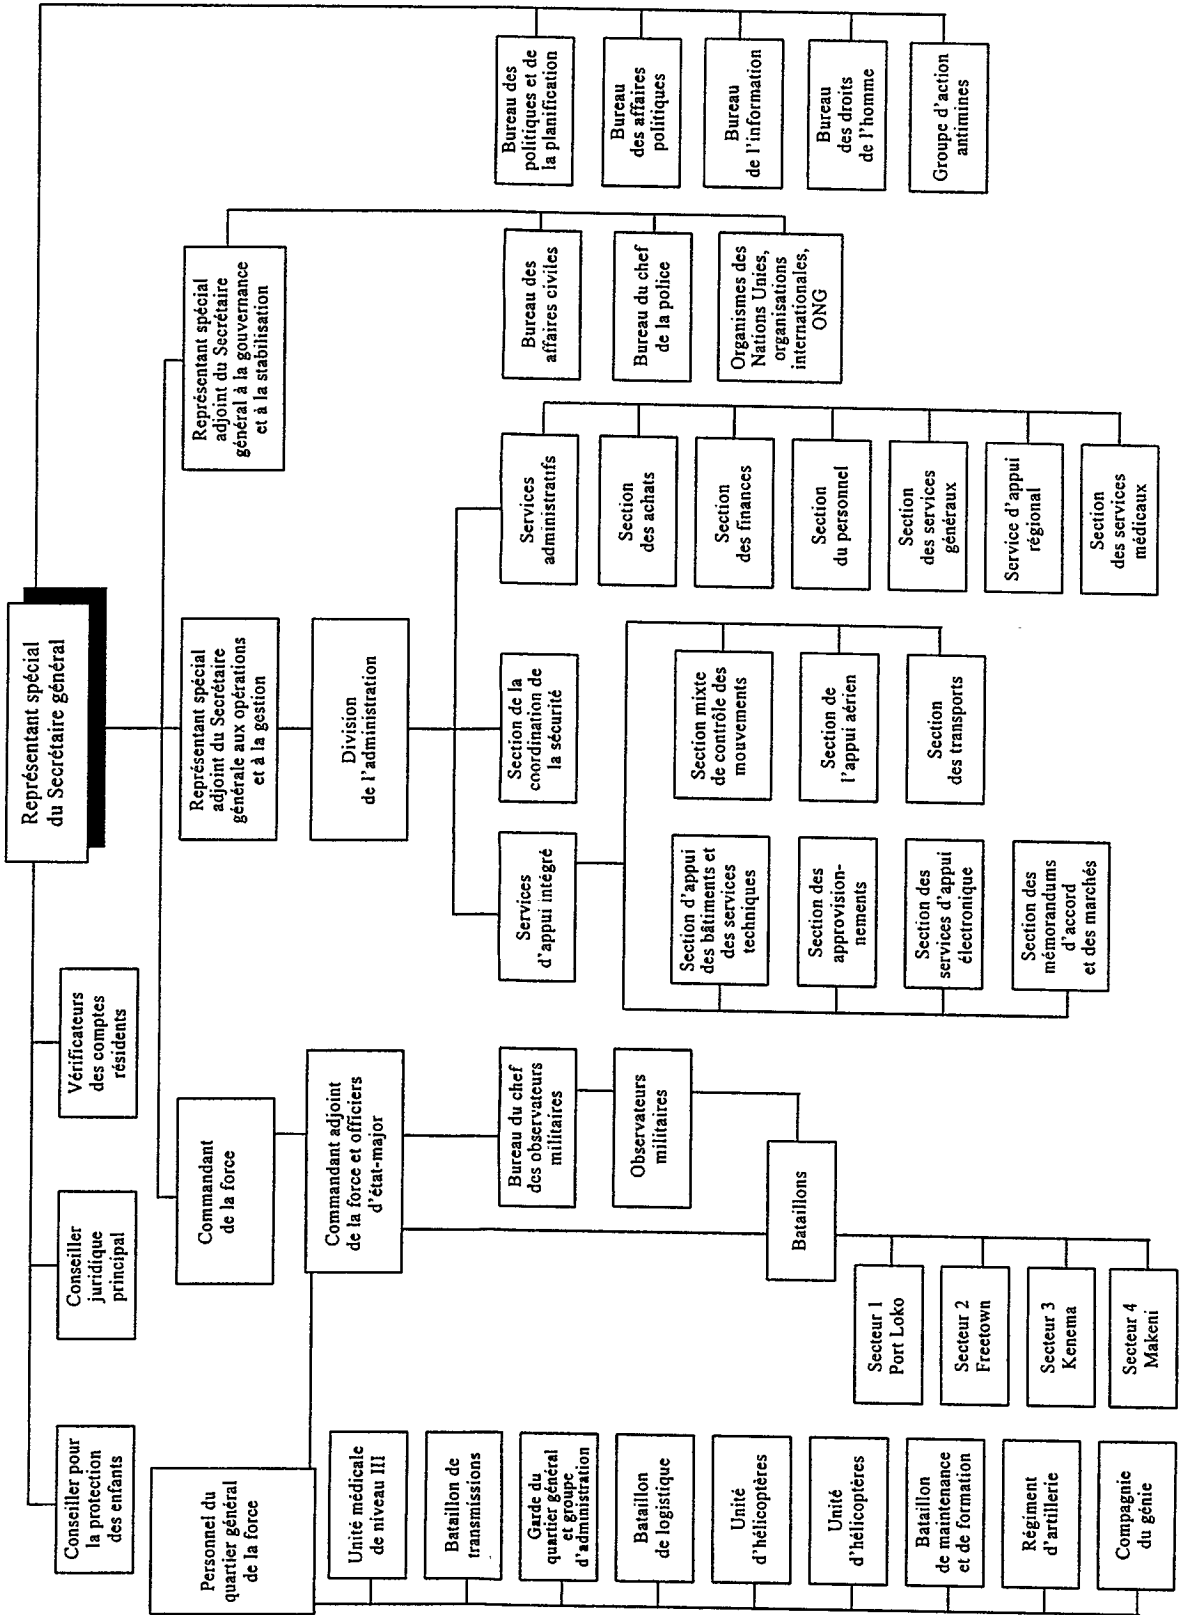 Représentant spécial
du Secrétaire général
Conseiller pour
la protection
des enfants
Conseiller
juridique
principal
Vérificateurs
des comptes
résidents
Personnel du
quartier général
de la force
Commandant
de la force
Représentant spécial
adjoint du Secrétaire
générale aux opérations
et à la gestion
Représentant spécial
adjoint du Secrétaire
général à la gouvernance
et à la stabilisation
Commandant adjoint
de la force et officiers
d'état-major
Division
de l'administration
Unité médicale
de niveau III
Bataillon de
transmissions
Garde du
quartier général
et groupe
d'administration
Bataillon
de logistique
Unité
d'hélicoptères
Unité
d'hélicoptères
Bataillon
de maintenance
et de formation
Régiment
d'artillerie
Compagnie
du génie
Bureau du chef
des observateurs
militaires
Observateurs
militaires
Bataillons
Secteur 1
Port Loko
Secteur 2
Freetown
Secteur 3
Kenema
Secteur 4
Makeni
Services
d'appui intégré
Section de la
coordination de
la sécurité
Services
administratifs
Section d'appui
des bâtiments et
des services
techniques
Section des
approvision-
nements
Section des
services d'appui
électronique
Section des
mémorandums
d'accord
et des marchés
Section mixte
de contrôle des
mouvements
Section de
l'appui aérien
Section
des transports
Section
des achats
Section
des finances
Section
du personnel
Section
des services
généraux
Service d'appui
régional
Section
des services
médicaux
Bureau des
affaires civiles
Bureau du chef
de la police
Organismes des
Nations Unies,
organisations
internationales,
ONG
Bureau des
politiques et de
la planification
Bureau
des affaires
politiques
Bureau
de l'information
Bureau
des droits
de l'homme
Groupe d'action
antimines